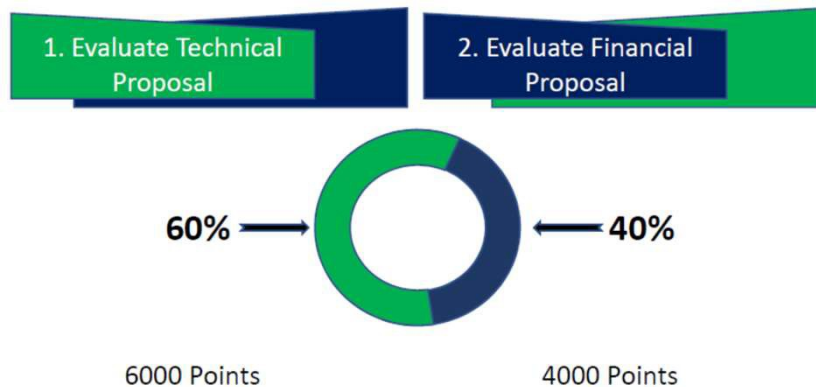 1. Evaluate Technical
Proposal
2. Evaluate Financial
Proposal
60%
40%
6000 Points
4000 Points